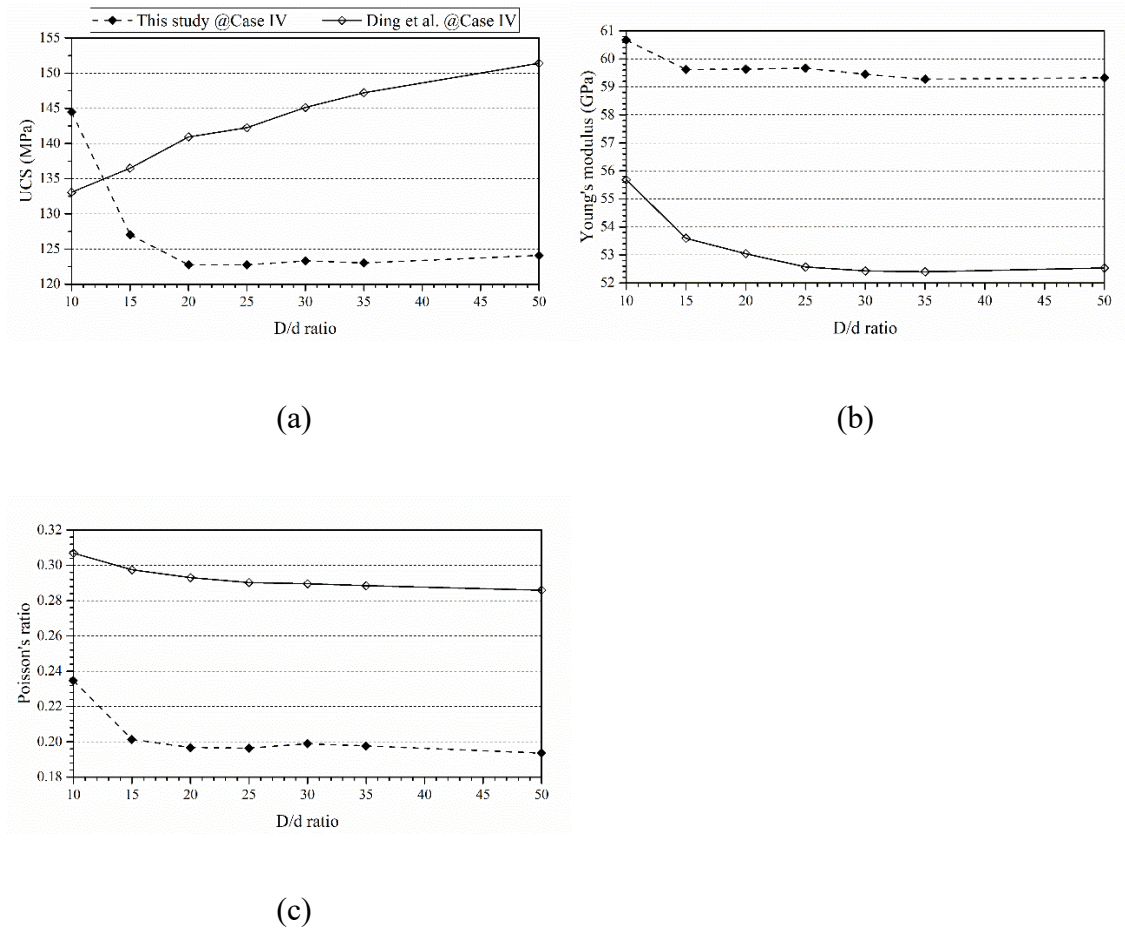 This study @Case IV Ding et al. @Case IV
155
150
145
140
135
130
125
120
UCS (MPa)
10 15 20 25 30 35 40 45 50
D/d ratio
(a)
61
60
59
58
57
56
55
54
53
52
Young's modulus (GPa)
10 15 20 25 30 35 40 45 50
D/d ratio
(b)
0.32
0.30
0.28
0.26
0.24
0.22
0.20
0.18
Poisson's ratio
10 15 20 25 30 35 40 45 50
D/d ratio
(c)